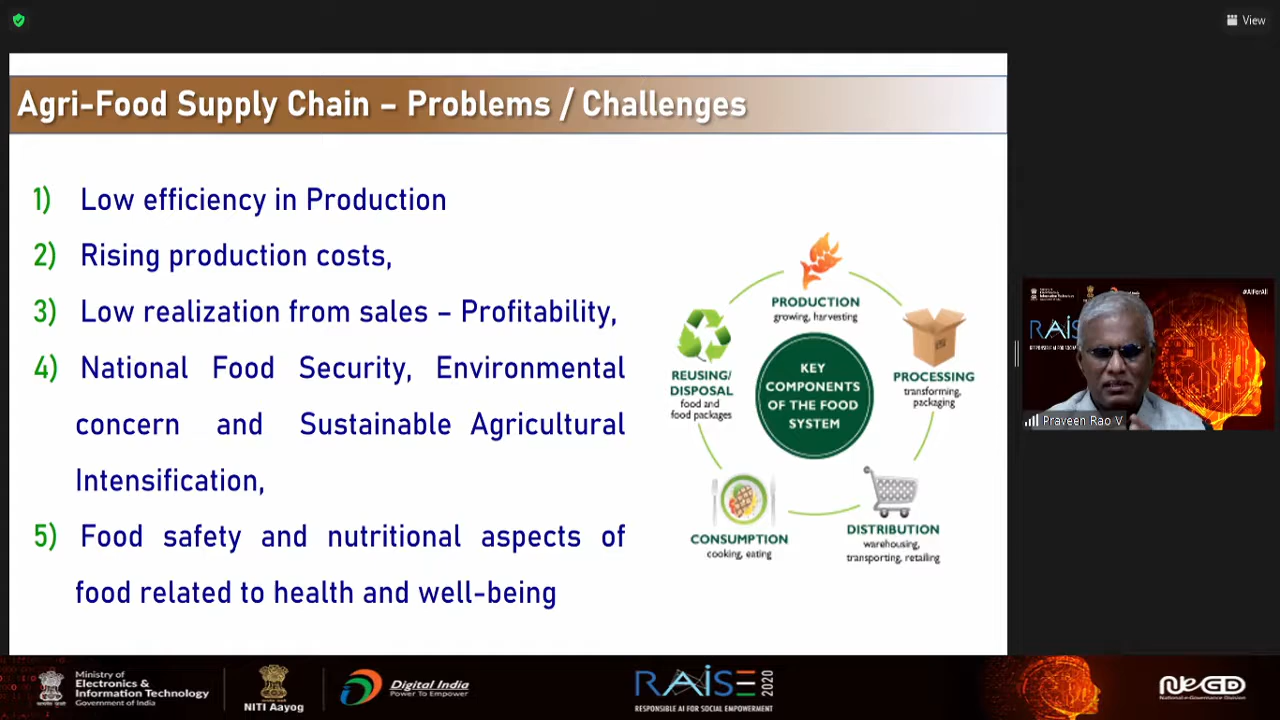 View
Agri-Food Supply Chain – Problems / Challenges
1) Low efficiency in Production
2) Rising production costs,
3) Low realization from sales – Profitability,
4) National Food Security, Environmental
concern and Sustainable Agricultural
Intensification,
5) Food safety and nutritional aspects of
food related to health and well-being
PRODUCTION
growing, harvesting
PROCESSING
transforming,
packaging
DISTRIBUTION
warehousing,
transporting, retailing
CONSUMPTION
cooking, eating
REUSING/
DISPOSAL
food and
food packages
KEY
COMPONENTS
OF THE FOOD
SYSTEM
#AIForAll
RAIS
Praveen Rao V
Ministry of
Electronics &
Information Technology
Government of India
NITI Aayog
Digital India
Power To Empower
RAISE 2020
RESPONSIBLE AI FOR SOCIAL EMPOWERMENT
NeGD
National e-Governance Division